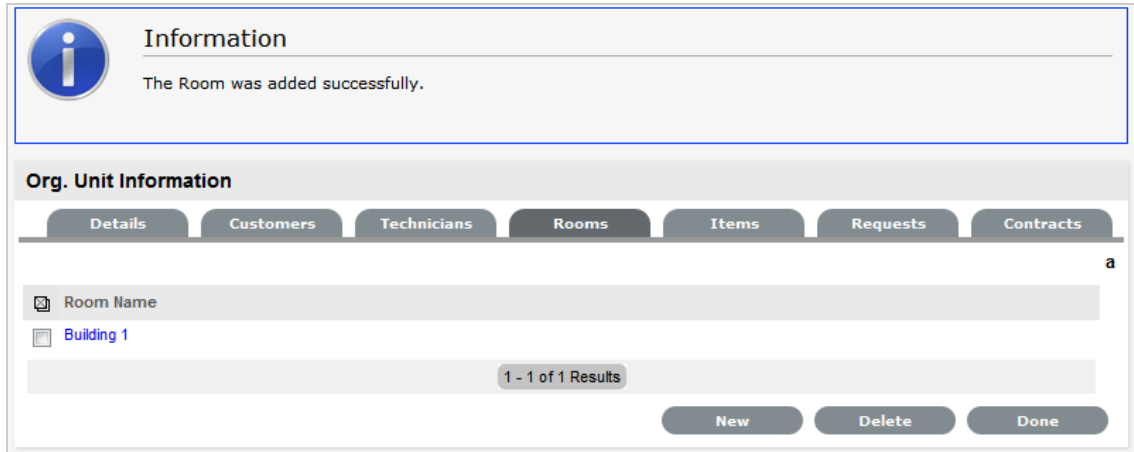 Information
The Room was added successfully.
Org. Unit Information
Details Customers Technicians Rooms Items Requests Contracts
a
Room Name
Building 1
1 - 1 of 1 Results
New Delete Done